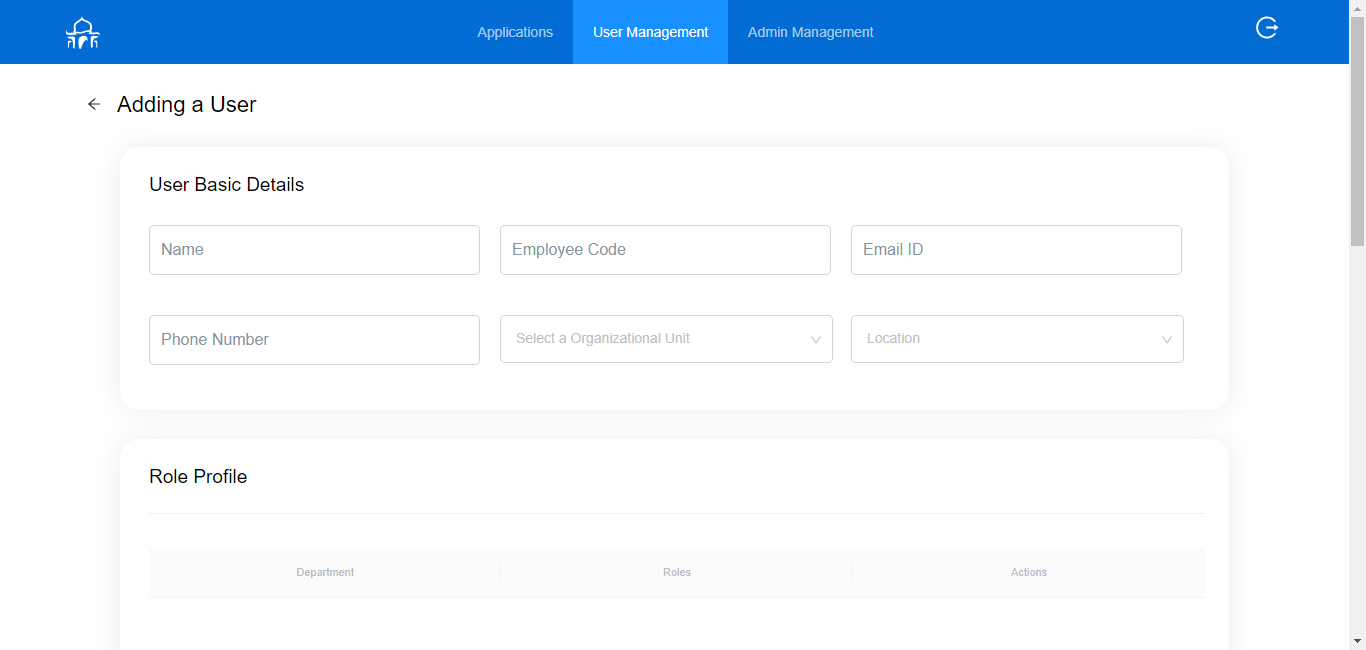 Applications User Management Admin Management
Adding a User
User Basic Details
Name Employee Code Email ID
Phone Number Select a Organizational Unit Location
Role Profile
Department Roles Actions